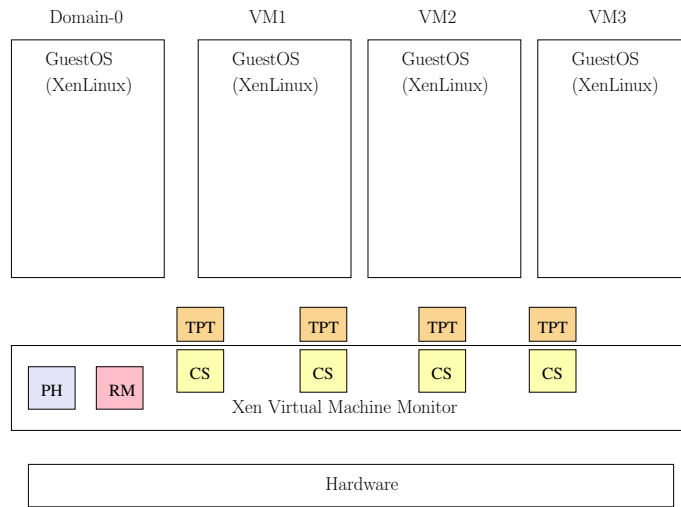 Domain-0 VM1 VM2 VM3
GuestOS GuestOS GuestOS GuestOS
(XenLinux) (XenLinux) (XenLinux) (XenLinux)
TPT TPT TPT TPT
PH RM CS CS CS CS
Xen Virtual Machine Monitor
Hardware